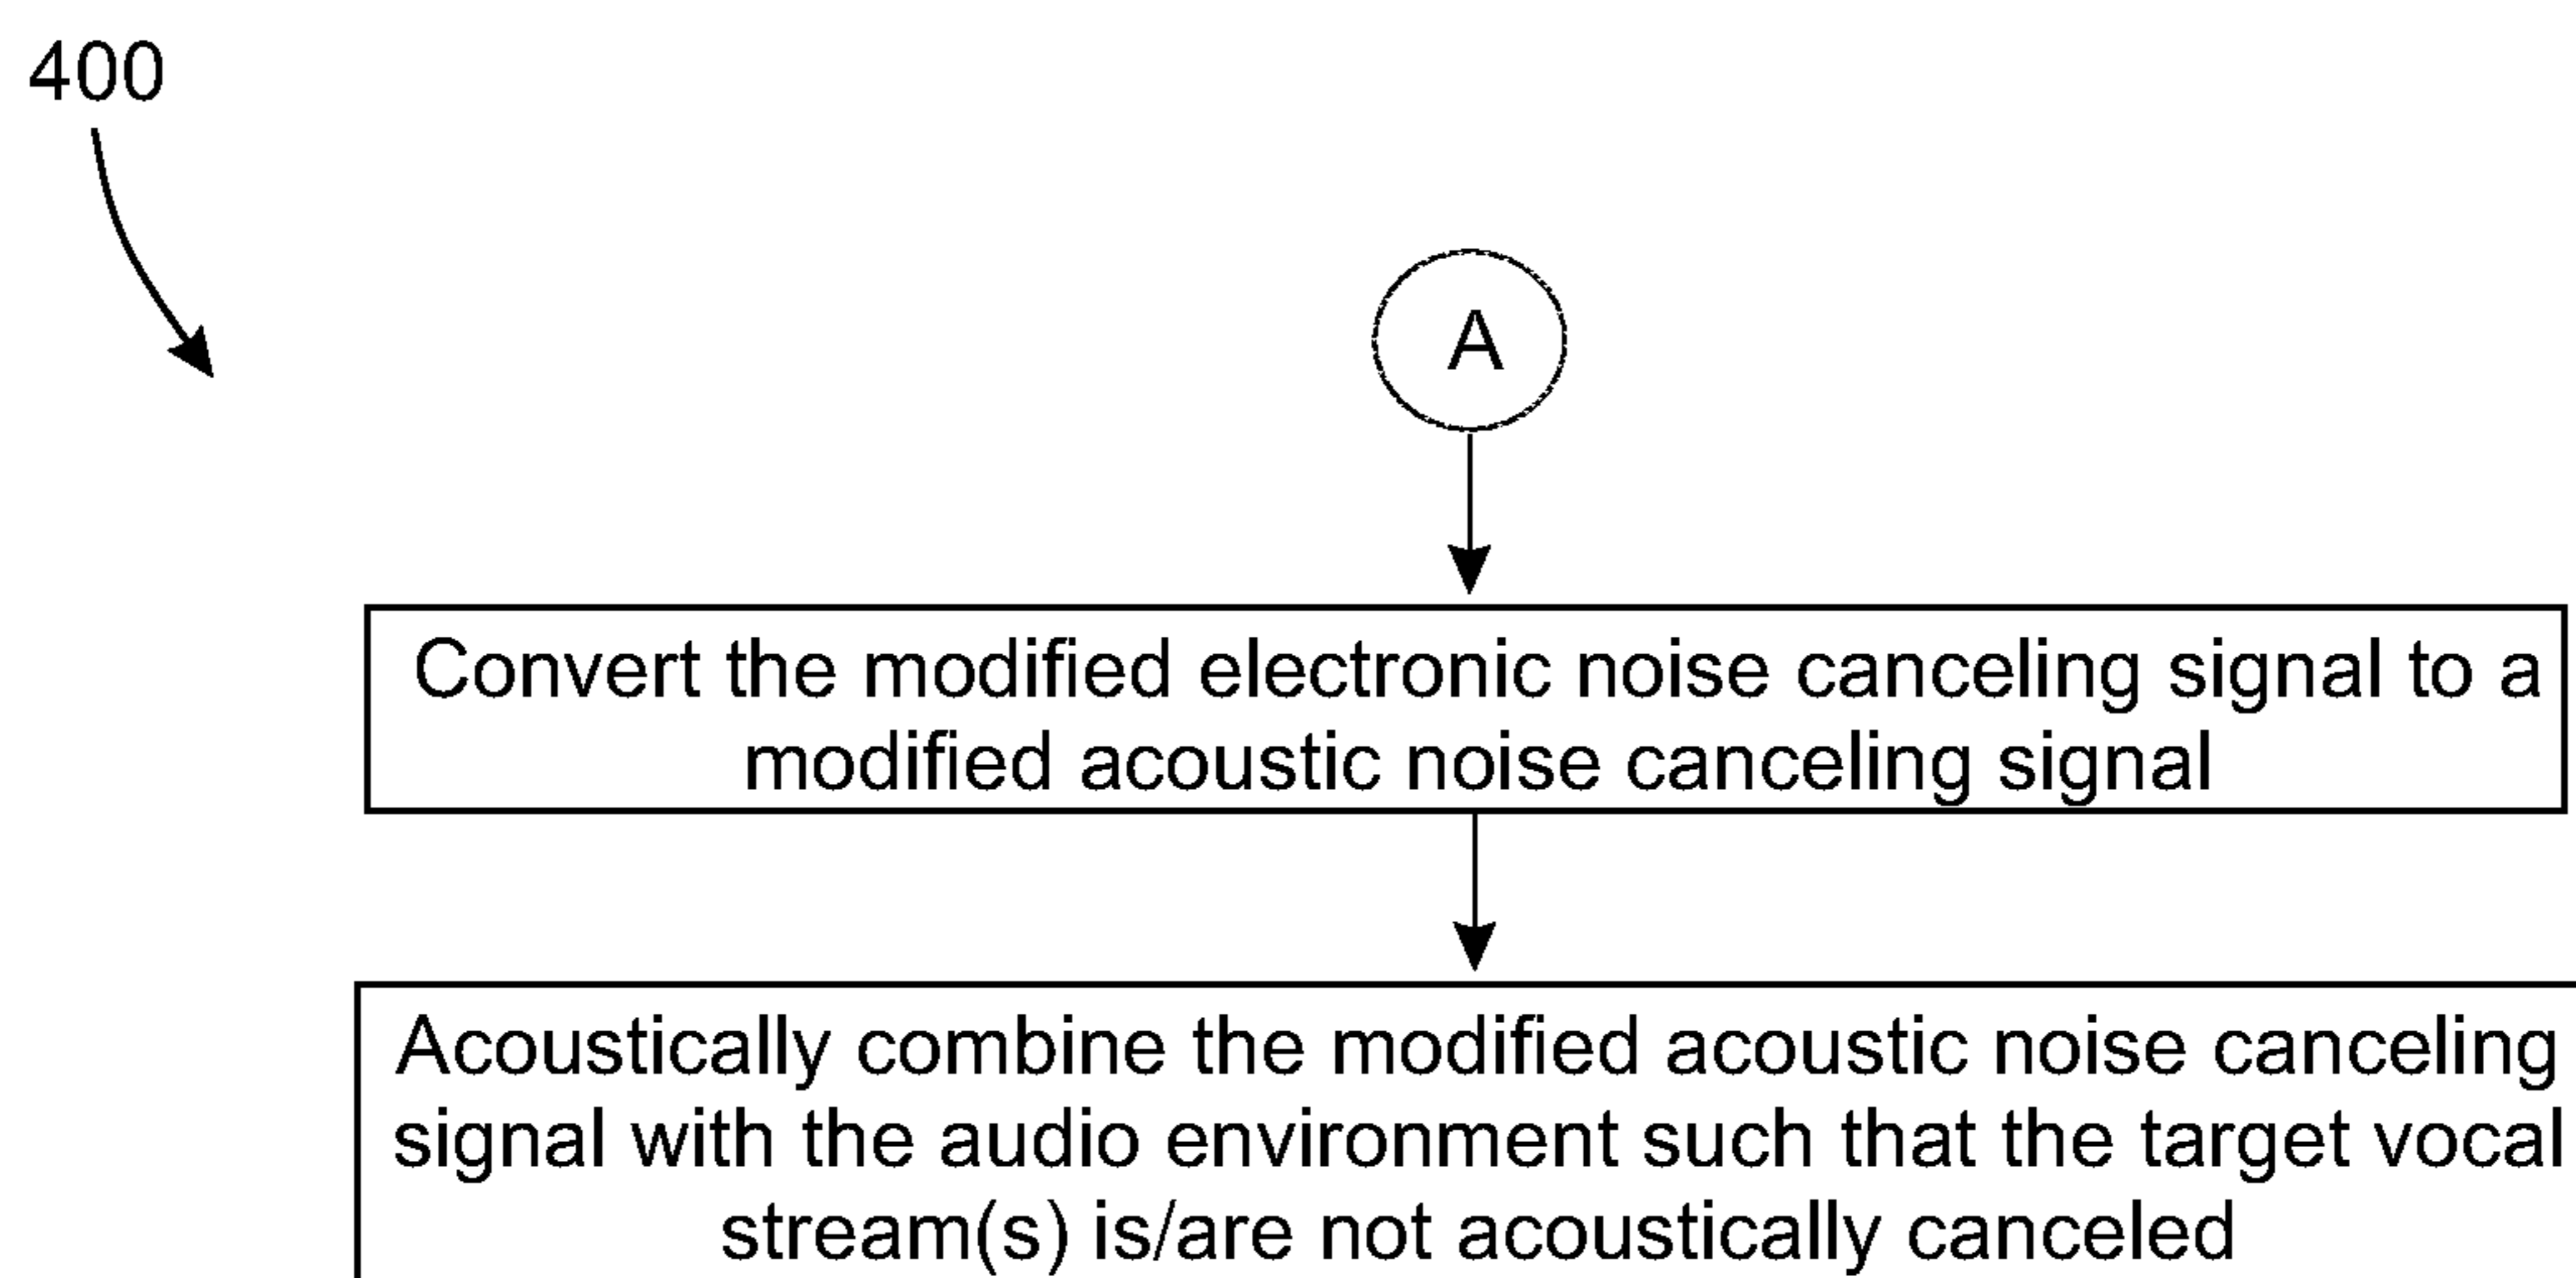 400
A
Convert the modified electronic noise canceling signal to a
modified acoustic noise canceling signal
Acoustically combine the modified acoustic noise canceling
signal with the audio environment such that the target vocal
stream(s) is/are not acoustically canceled